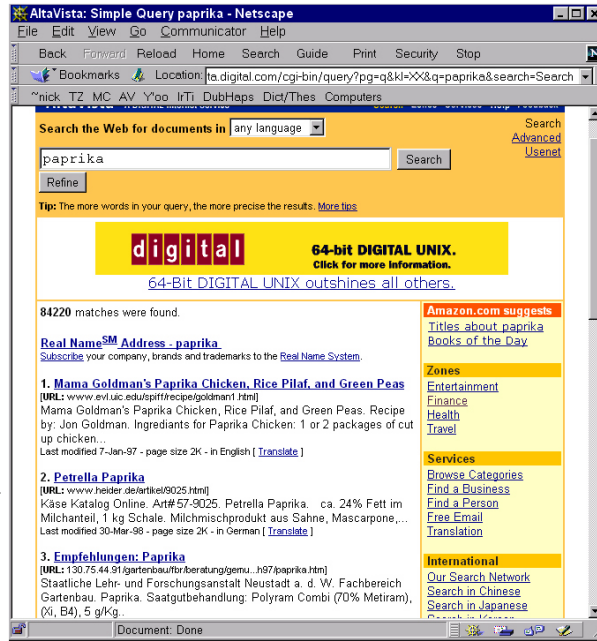 AltaVista: Simple Query paprika - Netscape
File Edit View Go Communicator Help
Back Forward Reload Home Search Guide Print Security Stop N
Bookmarks Location: ta.digital.com/cgi-bin/query?pg=q&kl=XX&q=paprika&search=Search
~nick TZ MC AV Y'oo IrTi DubHaps Dict/Thes Computers
Search the Web for documents in any language
Search
Advanced
Usenet
paprika Search
Refine
Tip: The more words in your query, the more precise the results. More tips
digital 64-bit DIGITAL UNIX.
Click for more information.
64-Bit DIGITAL UNIX outshines all others.
84220 matches were found.
Real Name SM Address - paprika
Subscribe your company, brands and trademarks to the Real Name System.
1. Mama Goldman's Paprika Chicken, Rice Pilaf, and Green Peas
[URL: www.evl.uic.edu/spiff/recipe/goldman1.html]
Mama Goldman's Paprika Chicken, Rice Pilaf, and Green Peas. Recipe
by: Jon Goldman. Ingrediants for Paprika Chicken: 1 or 2 packages of cut
up chicken...
Last modified 7-Jan-97 - page size 2K - in English [ Translate ]
2. Petrella Paprika
[URL: www.heider.de/artikel/9025.html]
Käse Katalog Online. Art# 57-9025. Petrella Paprika. ca. 24% Fett im
Milchanteil, 1 kg Schale. Milchmischprodukt aus Sahne, Mascarpone,...
Last modified 30-Mar-98 - page size 2K - in German [ Translate ]
3. Empfehlungen: Paprika
[URL: 130.75.44.91/gartenbau/fbr/beratung/gemu...h97/paprika.htm]
Staatliche Lehr- und Forschungsanstalt Neustadt a. d. W. Fachbereich
Gartenbau. Paprika. Saatgutbehandlung: Polyram Combi (70% Metiram),
(Xi, B4), 5 g/Kg..
Amazon.com suggests
Titles about paprika
Books of the Day
Zones
Entertainment
Finance
Health
Travel
Services
Browse Categories
Find a Business
Find a Person
Free Email
Translation
International
Our Search Network
Search in Chinese
Search in Japanese
Document: Done